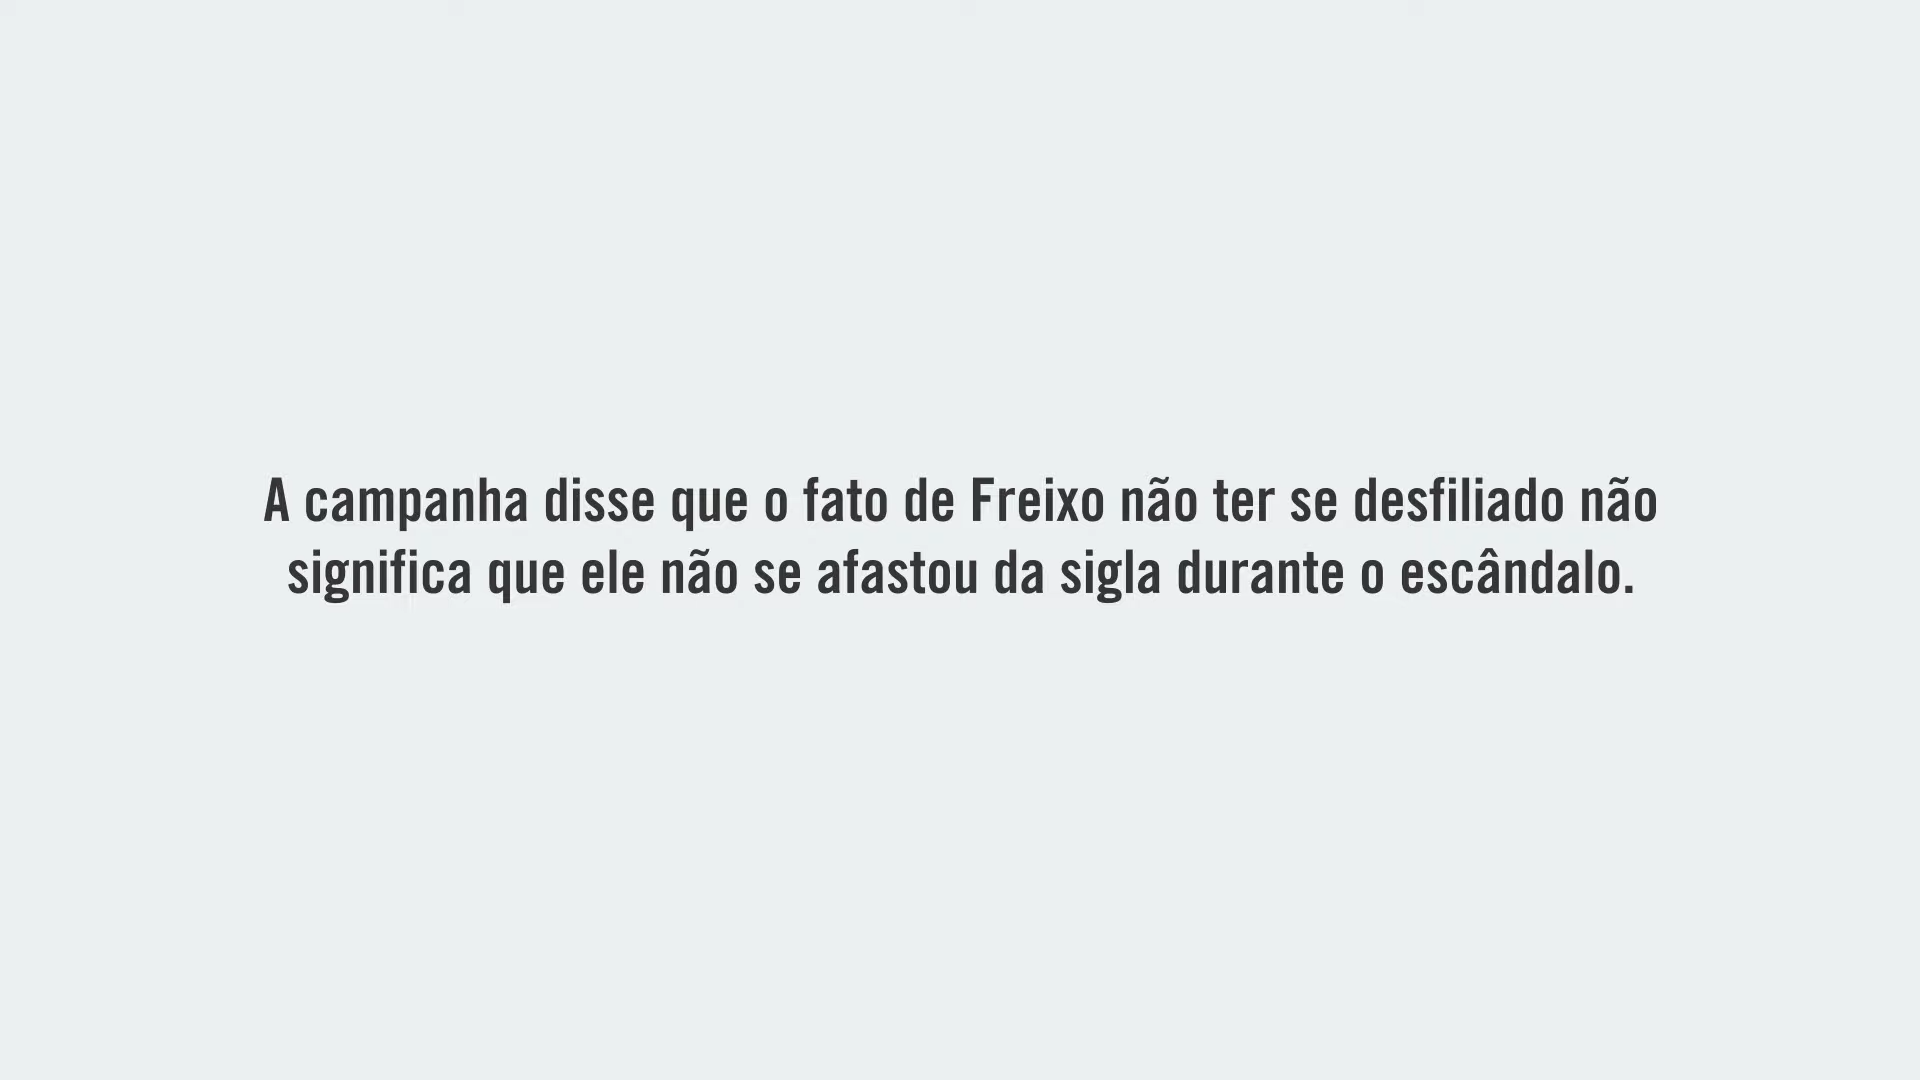 A campanha disse que o fato de Freixo não ter se desfiliado não
significa que ele não se afastou da sigla durante o escândalo.